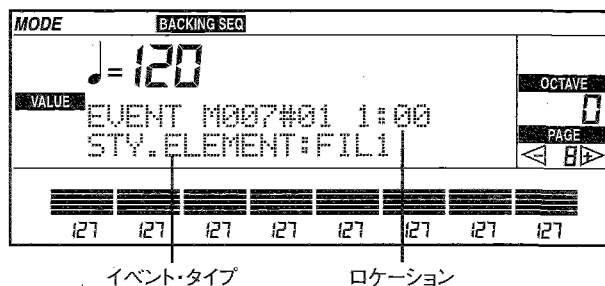 MODE BACKING SEQ
♩=120
OCTAVE
0
VALUE
EVENT M007#01 1:00
PAGE
STY.ELEMENT:FIL1
- 8 +
127 127 127 127 127 127 127 127
イベント・タイプ ロケーション